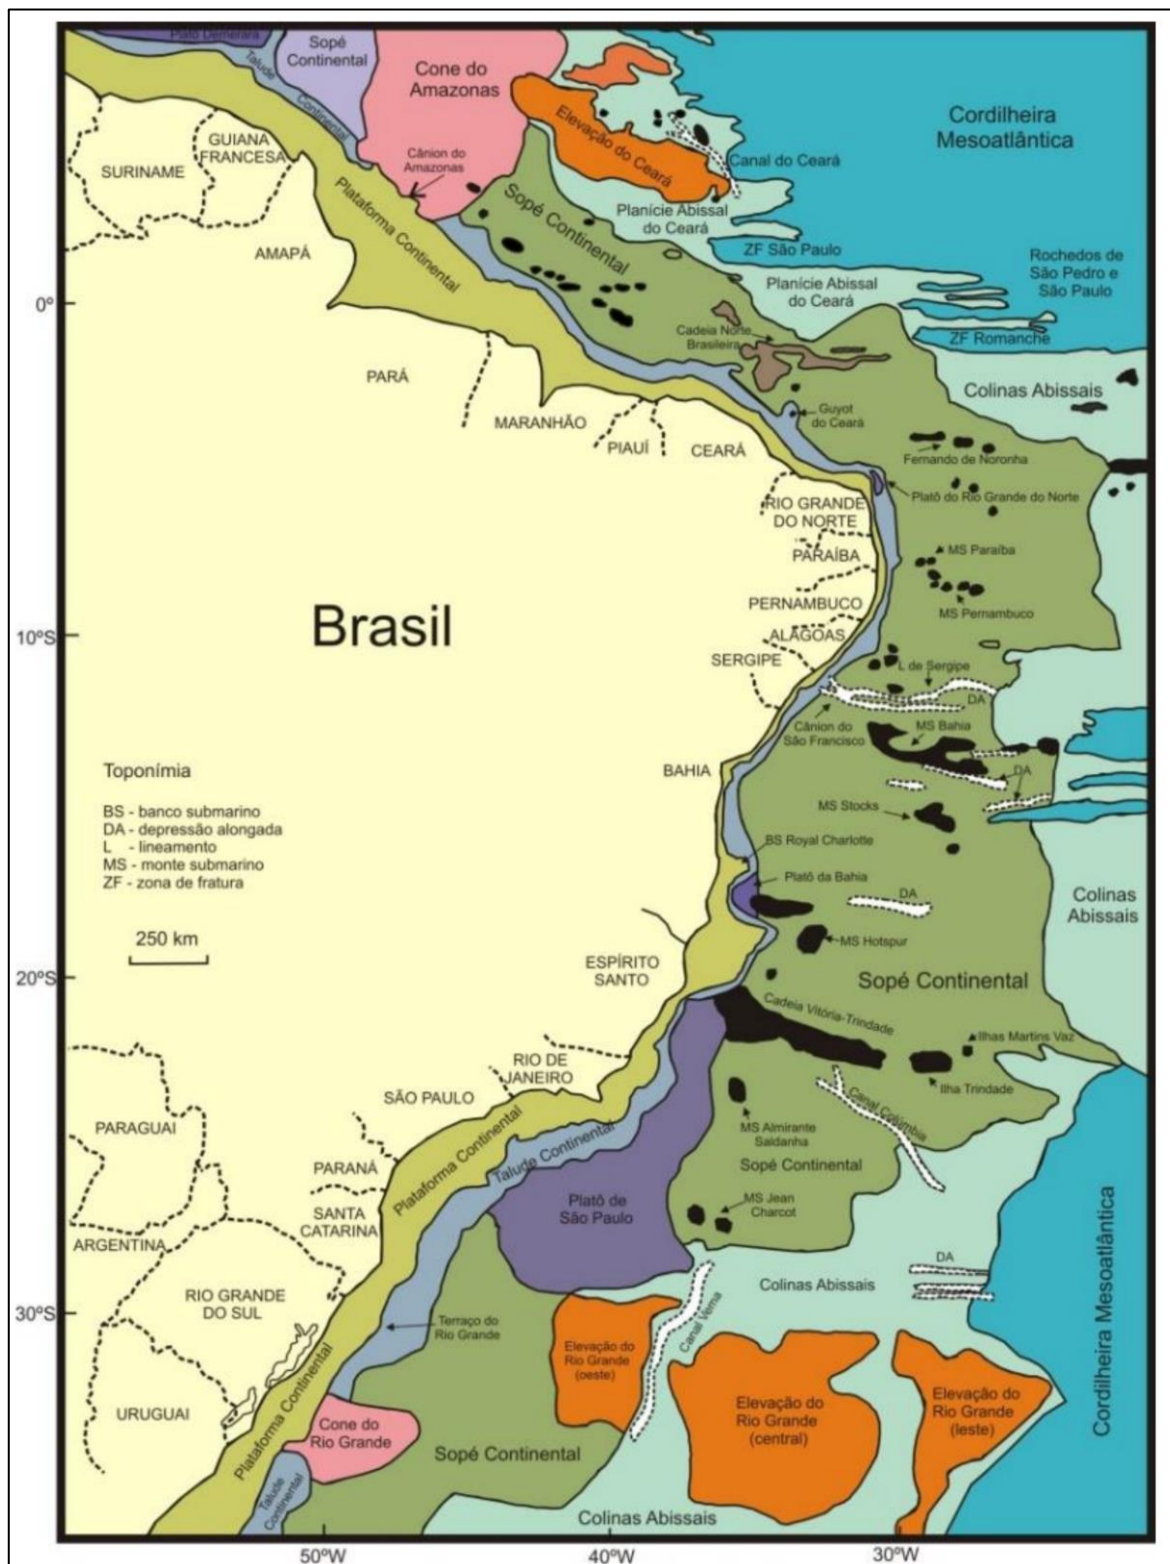 Platô Demerara
Sopé
Continental
Talude
Continental
Cone do
Amazonas
Cânion do
Amazonas
Elevação do Ceará
Canal do Ceará
Cordilheira
Mesoatlântica
SURINAME
GUIANA
FRANCESA
Plataforma Continental
Sopé Continental
Planície Abissal
do Ceará
ZF São Paulo
AMAPÁ
Rochedos de
São Pedro e
São Paulo
Planície Abissal
do Ceará
0º
Cadeia Norte
Brasileira
ZF Romanche
PARÁ
Colinas Abissais
MARANHÃO
PIAUÍ
CEARÁ
Guyot
do Ceará
Fernando de Noronha
Platô do Rio Grande do Norte
RIO GRANDE
DO NORTE
PARAÍBA
MS Paraíba
PERNAMBUCO
MS Pernambuco
Brasil
10ºS
ALAGOAS
SERGIPE
L de Sergipe
DA
Cânion do
São Francisco
MS Bahia
BAHIA
DA
Toponímia
BS - banco submarino
DA - depressão alongada
L - lineamento
MS - monte submarino
ZF - zona de fratura
MS Stocks
BS Royal Charlotte
Platô da Bahia
DA
Colinas
Abissais
250 km
MS Hotspur
ESPÍRITO
SANTO
20ºS
Sopé Continental
Cadeia Vitória-Trindade
Ilhas Martins Vaz
Ilha Trindade
RIO DE
JANEIRO
SÃO PAULO
Canal Colúmbia
MS Almirante
Saldanha
PARAGUAI
Plataforma Continental
Talude Continental
PARANÁ
Sopé Continental
SANTA
CATARINA
Platô de
São Paulo
MS Jean
Charcot
ARGENTINA
DA
Colinas Abissais
Cordilheira Mesoatlântica
RIO GRANDE
DO SUL
30ºS
Terraço do
Rio Grande
Canal Vema
Elevação do
Rio Grande
(oeste)
Plataforma Continental
Elevação do
Rio Grande
(central)
Elevação do
Rio Grande
(leste)
URUGUAI
Cone do
Rio Grande
Sopé Continental
Talude
Continental
Colinas Abissais
50ºW
40ºW
30ºW